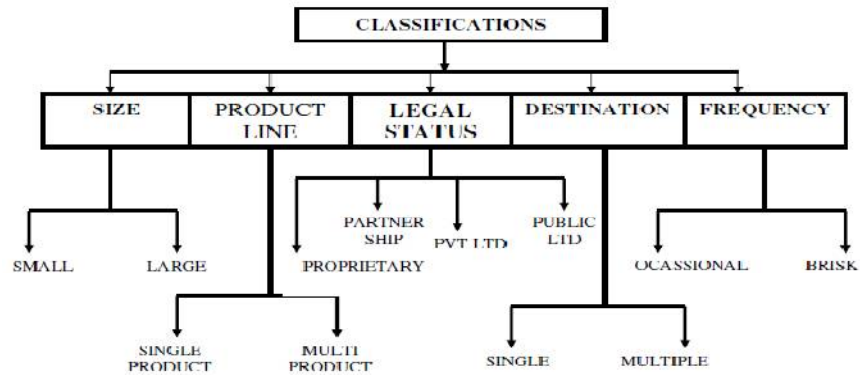 CLASSIFICATIONS
SIZE
PRODUCT
LINE
LEGAL
STATUS
DESTINATION
FREQUENCY
SMALL
LARGE
PROPRIETARY
PARTNER
SHIP
PVT LTD
PUBLIC
LTD
OCASSIONAL
BRISK
SINGLE
PRODUCT
MULTI
PRODUCT
SINGLE
MULTIPLE